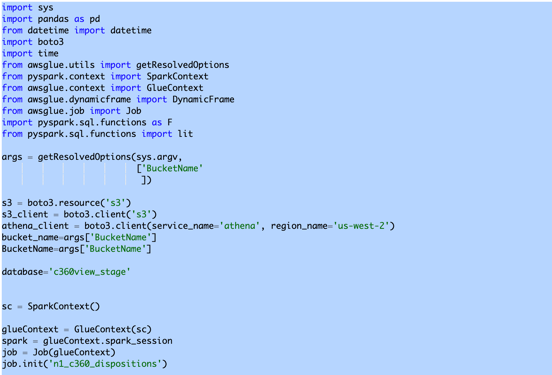 import sys
import pandas as pd
from datetime import datetime
import boto3
import time
from awsglue.utils import getResolvedOptions
from pyspark.context import SparkContext
from awsglue.context import GlueContext
from awsglue.dynamicframe import DynamicFrame
from awsglue.job import Job
import pyspark.sql.functions as F
from pyspark.sql.functions import lit
args = getResolvedOptions(sys.argv,
['BucketName'
])
s3 = boto3.resource('s3')
s3_client = boto3.client('s3')
athena_client = boto3.client(service_name='athena', region_name='us-west-2')
bucket_name=args['BucketName']
BucketName=args['BucketName']
database='c360view_stage'
sc = SparkContext()
glueContext = GlueContext(sc)
spark = glueContext.spark_session
job = Job(glueContext)
job.init('n1_c360_dispositions')